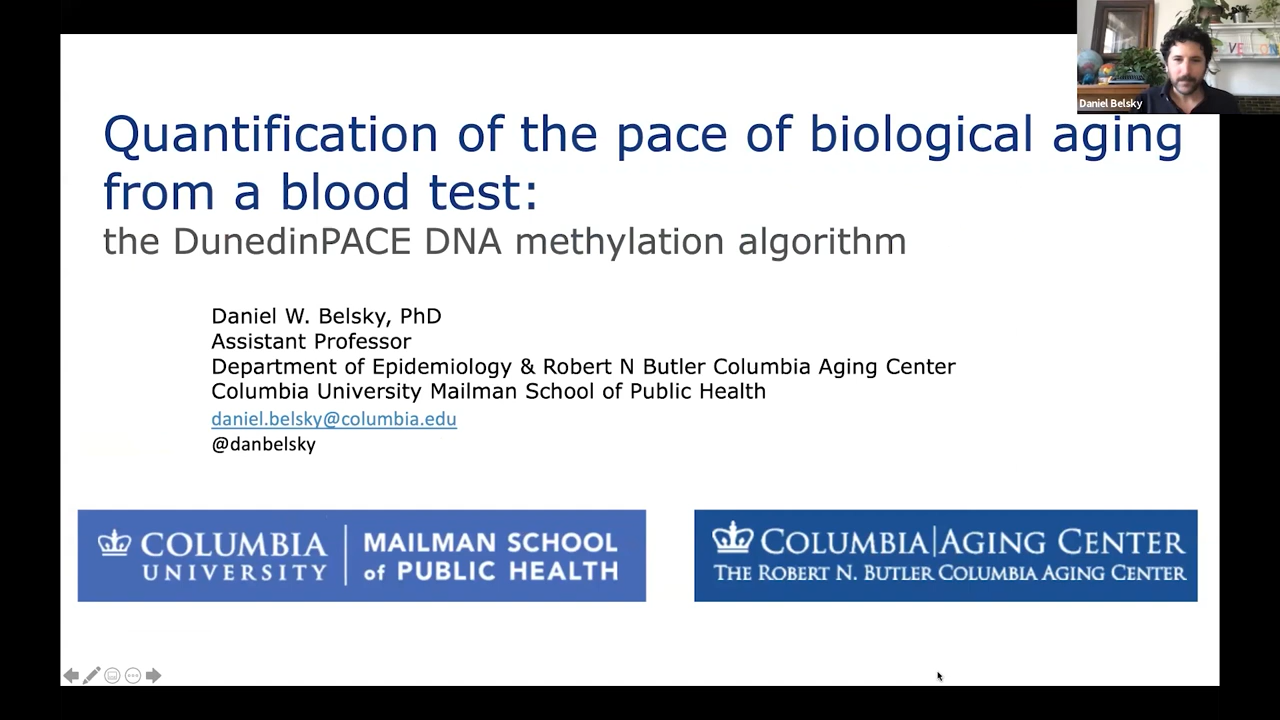 Quantification of the pace of biological aging
from a blood test:
the DunedinPACE DNA methylation algorithm
Daniel W. Belsky, PhD
Assistant Professor
Department of Epidemiology & Robert N Butler Columbia Aging Center
Columbia University Mailman School of Public Health
daniel.belsky@columbia.edu
@danbelsky
COLUMBIA UNIVERSITY
MAILMAN SCHOOL of PUBLIC HEALTH
COLUMBIA|AGING CENTER
THE ROBERT N. BUTLER COLUMBIA AGING CENTER
Daniel Belsky